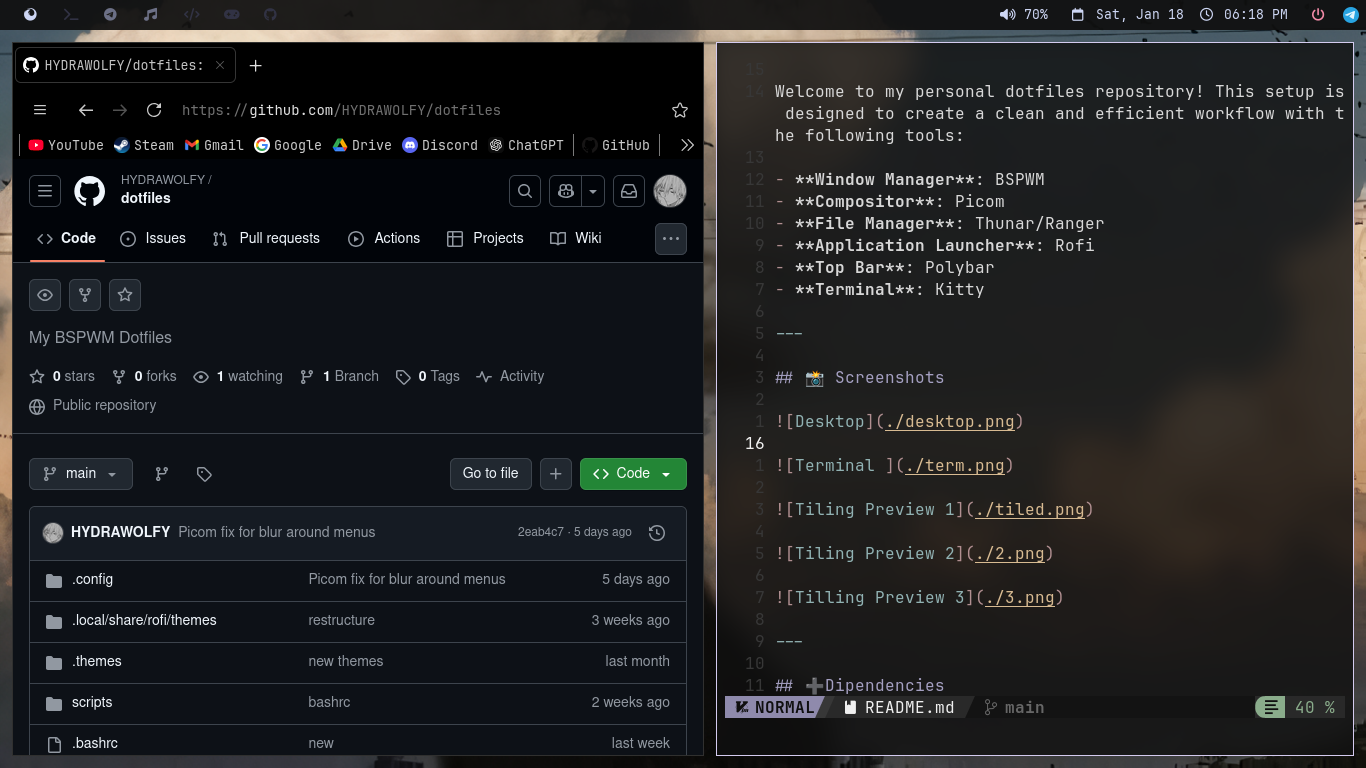 70% Sat, Jan 18 06:18 PM
HYDRAWOLFY/dotfiles:
https://github.com/HYDRAWOLFY/dotfiles
YouTube Steam Gmail Google Drive Discord ChatGPT GitHub
HYDRAWOLFY /
dotfiles
Code Issues Pull requests Actions Projects Wiki
My BSPWM Dotfiles
0 stars 0 forks 1 watching 1 Branch 0 Tags Activity
Public repository
main Go to file Code
HYDRAWOLFY Picom fix for blur around menus 2eab4c7 · 5 days ago
.config Picom fix for blur around menus 5 days ago
.local/share/rofi/themes restructure 3 weeks ago
.themes new themes last month
scripts bashrc 2 weeks ago
.bashrc new last week
15
14 Welcome to my personal dotfiles repository! This setup is
designed to create a clean and efficient workflow with t
he following tools:
13
12 - **Window Manager**: BSPWM
11 - **Compositor**: Picom
10 - **File Manager**: Thunar/Ranger
9 - **Application Launcher**: Rofi
8 - **Top Bar**: Polybar
7 - **Terminal**: Kitty
6
5 ---
4
3 ## 📸 Screenshots
2
1 ![Desktop](./desktop.png)
16
1 ![Terminal ](./term.png)
2
3 ![Tiling Preview 1](./tiled.png)
4
5 ![Tiling Preview 2](./2.png)
6
7 ![Tilling Preview 3](./3.png)
8
9 ---
10
11 ## ➕Dipendencies
NORMAL README.md main 40 %